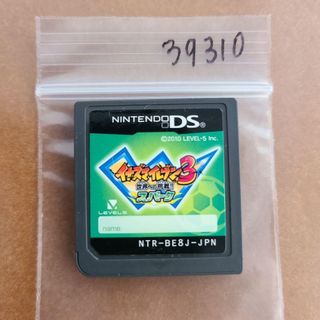 39310
NINTENDO DS
©2010 LEVEL-5 Inc.
イナズマイレブン3
世界への挑戦!!
スパーク
LEVEL5
name
NTR-BE8J-JPN